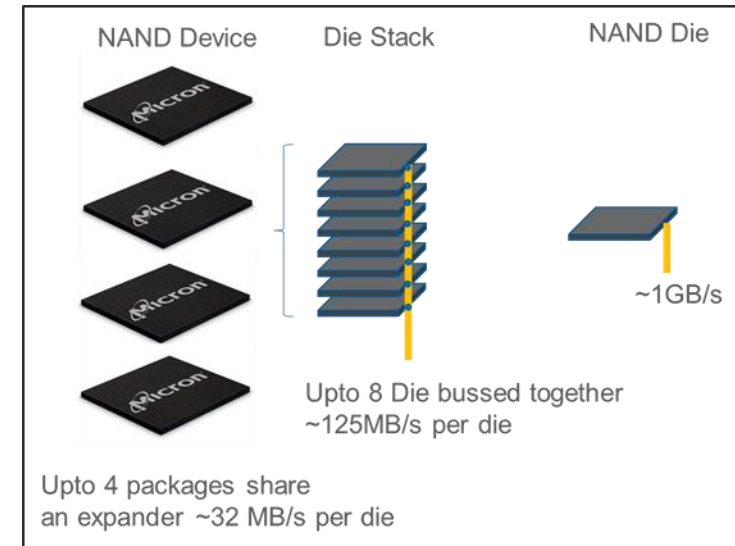 NAND Device
Die Stack
NAND Die
Micron
Micron
Micron
Micron
~1GB/s
Upto 8 Die bussed together
~125MB/s per die
Upto 4 packages share
an expander ~32 MB/s per die